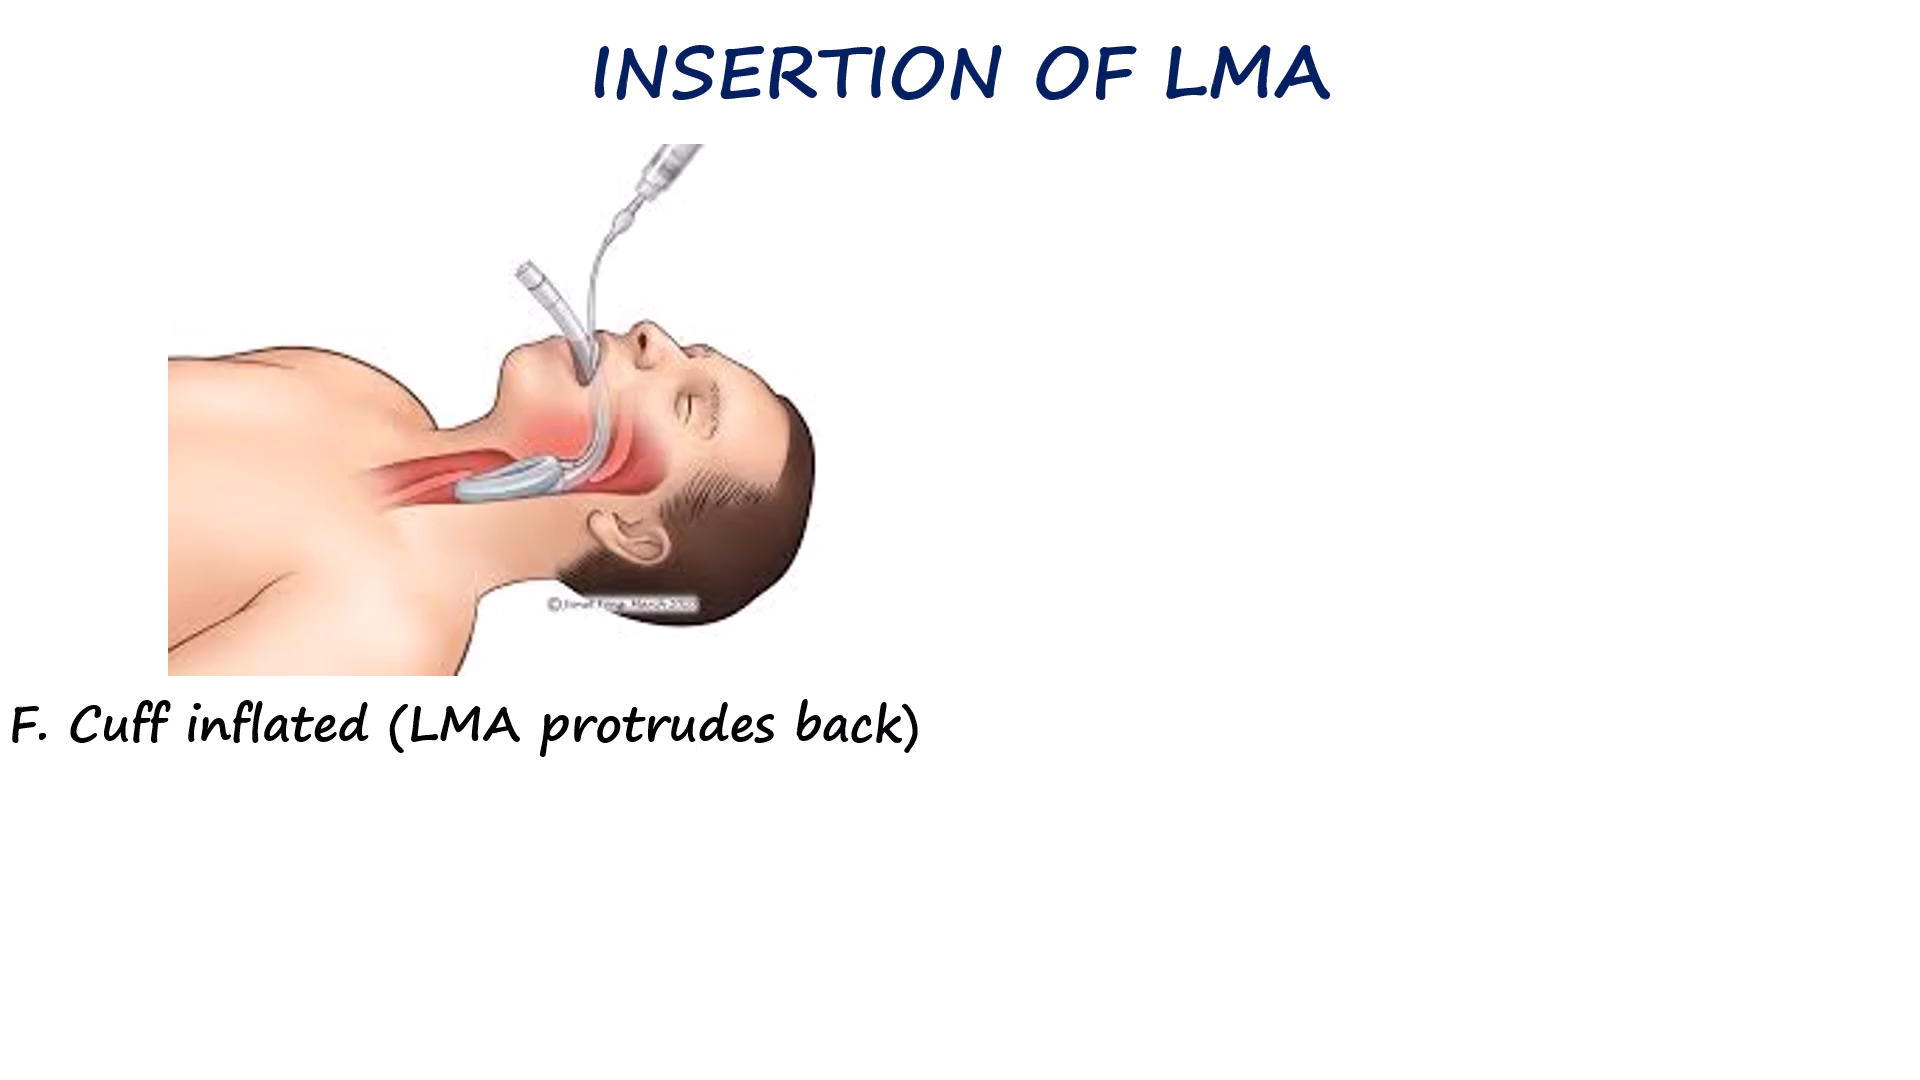 INSERTION OF LMA
F. Cuff inflated (LMA protrudes back)